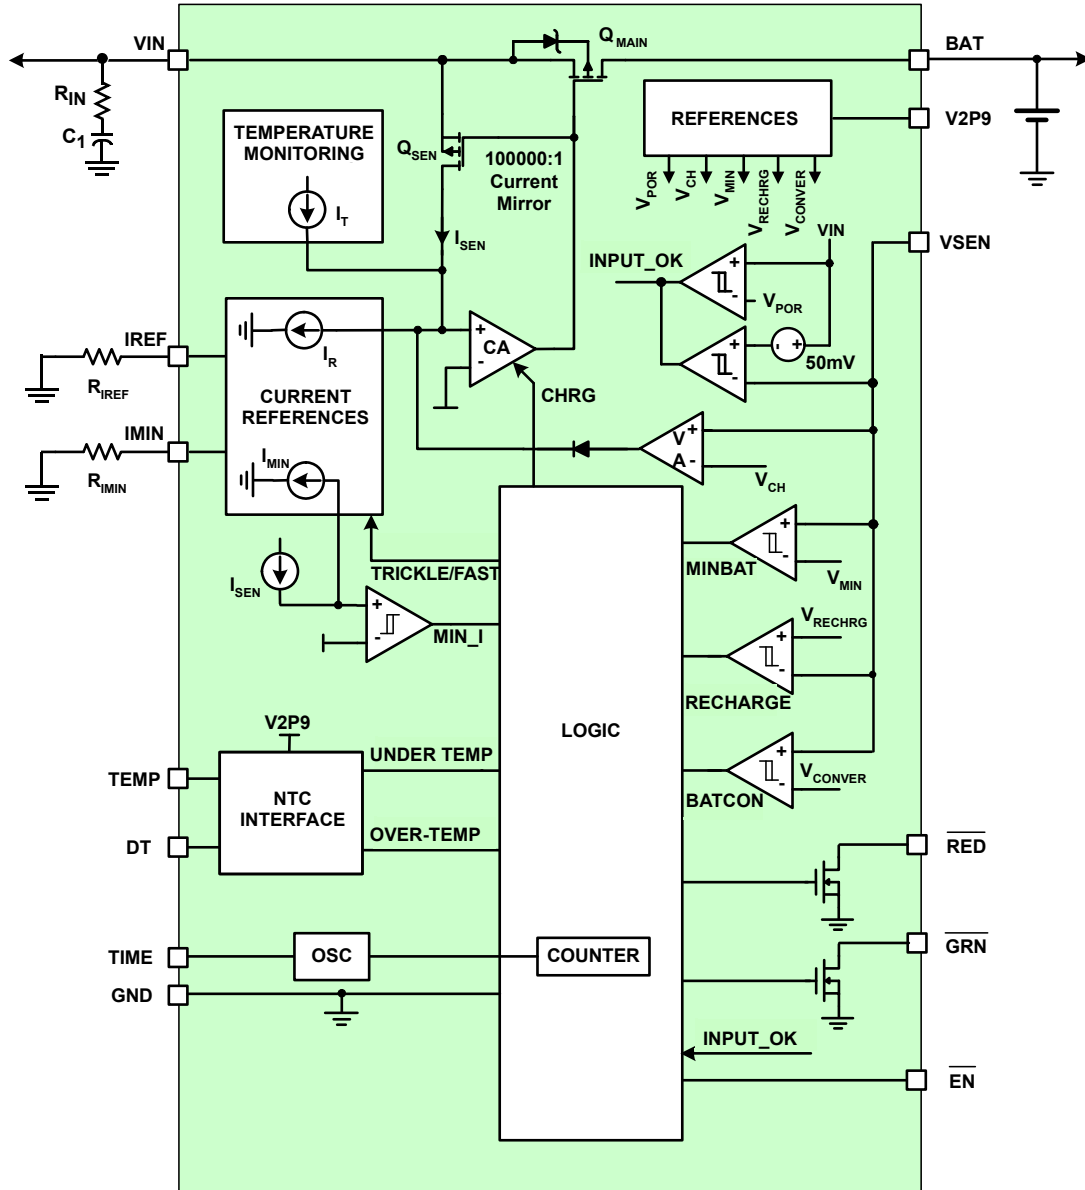 VIN
Q MAIN
BAT
RIN
C1
TEMPERATURE
MONITORING
IT
QSEN
100000:1
Current
Mirror
REFERENCES
V2P9
VPOR
VCH
VMIN
VRECHRG
VCONVER
VIN
VSEN
ISEN
INPUT_OK
+
-
VPOR
+
- +
50mV
-
IREF
RIREF
IR
+
CA
-
CHRG
CURRENT
REFERENCES
IMIN
RIMIN
IMIN
V +
A -
VCH
TRICKLE/FAST
ISEN
+
-
MIN_I
+
-
MINBAT
VMIN
VRECHRG
+
-
RECHARGE
LOGIC
+
VCONVER
-
BATCON
V2P9
TEMP
NTC
INTERFACE
UNDER TEMP
DT
OVER-TEMP
RED
TIME
OSC
COUNTER
GRN
GND
INPUT_OK
EN